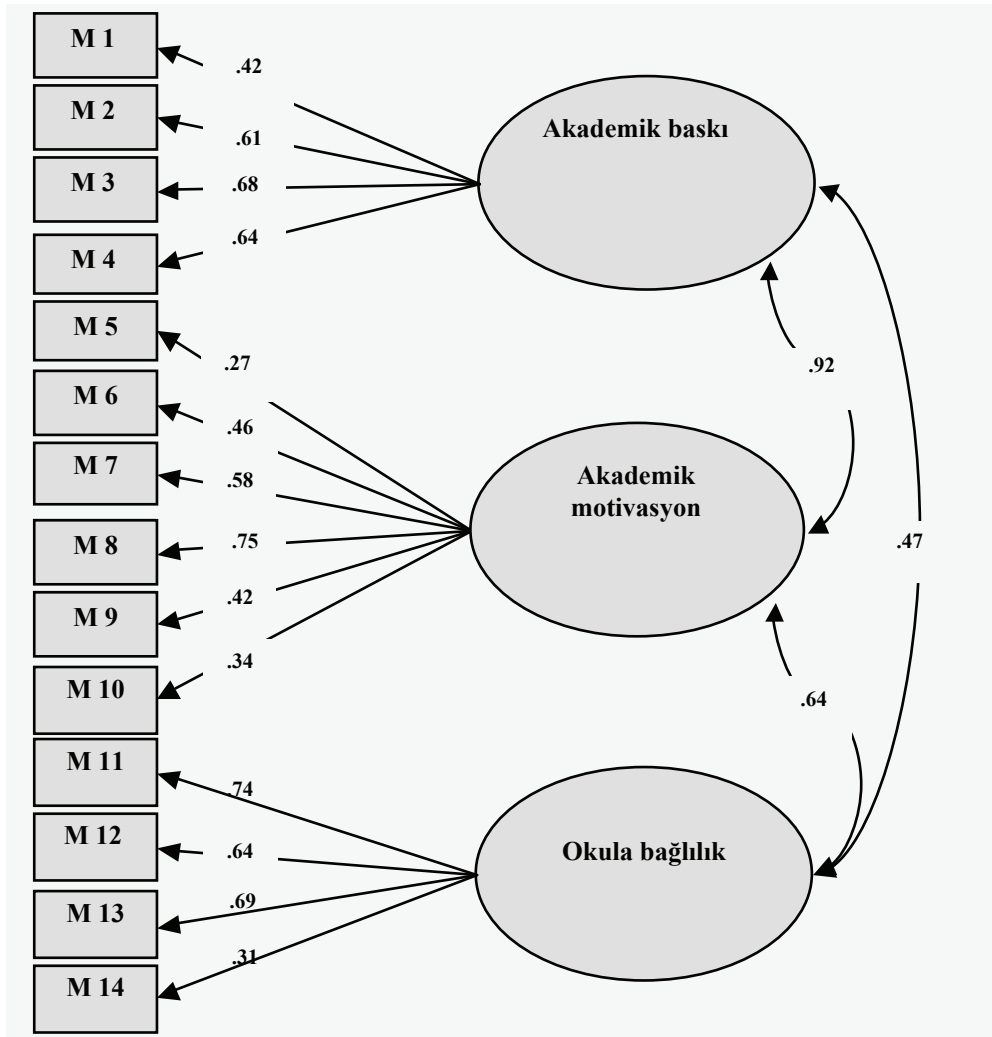 M 1
.42
M 2
.61
M 3
.68
M 4
.64
Akademik baskı
M 5
.27
M 6
.46
M 7
.58
M 8
.75
M 9
.42
M 10
.34
Akademik
motivasyon
.92
.47
.64
M 11
.74
M 12
.64
M 13
.69
M 14
.31
Okula bağlılık